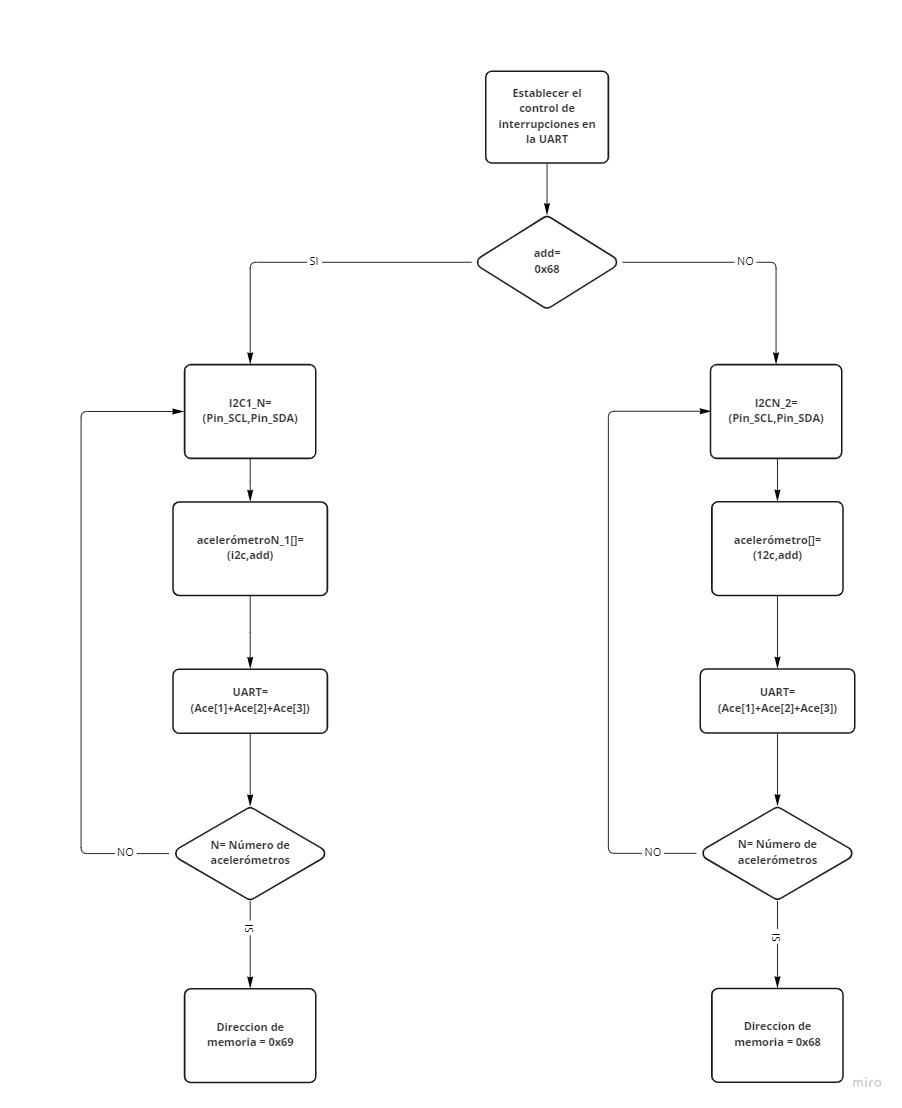 Establecer el
control de
interrupciones en
la UART
add=
0x68
SI
NO
I2C1_N=
(Pin_SCL,Pin_SDA)
I2CN_2=
(Pin_SCL,Pin_SDA)
acelerómetroN_1[]=
(i2c,add)
acelerómetro[]=
(12c,add)
UART=
(Ace[1]+Ace[2]+Ace[3])
UART=
(Ace[1]+Ace[2]+Ace[3])
N= Número de
acelerómetros
N= Número de
acelerómetros
NO
NO
SI
SI
Direccion de
memoria = 0x69
Direccion de
memoria = 0x68
miro